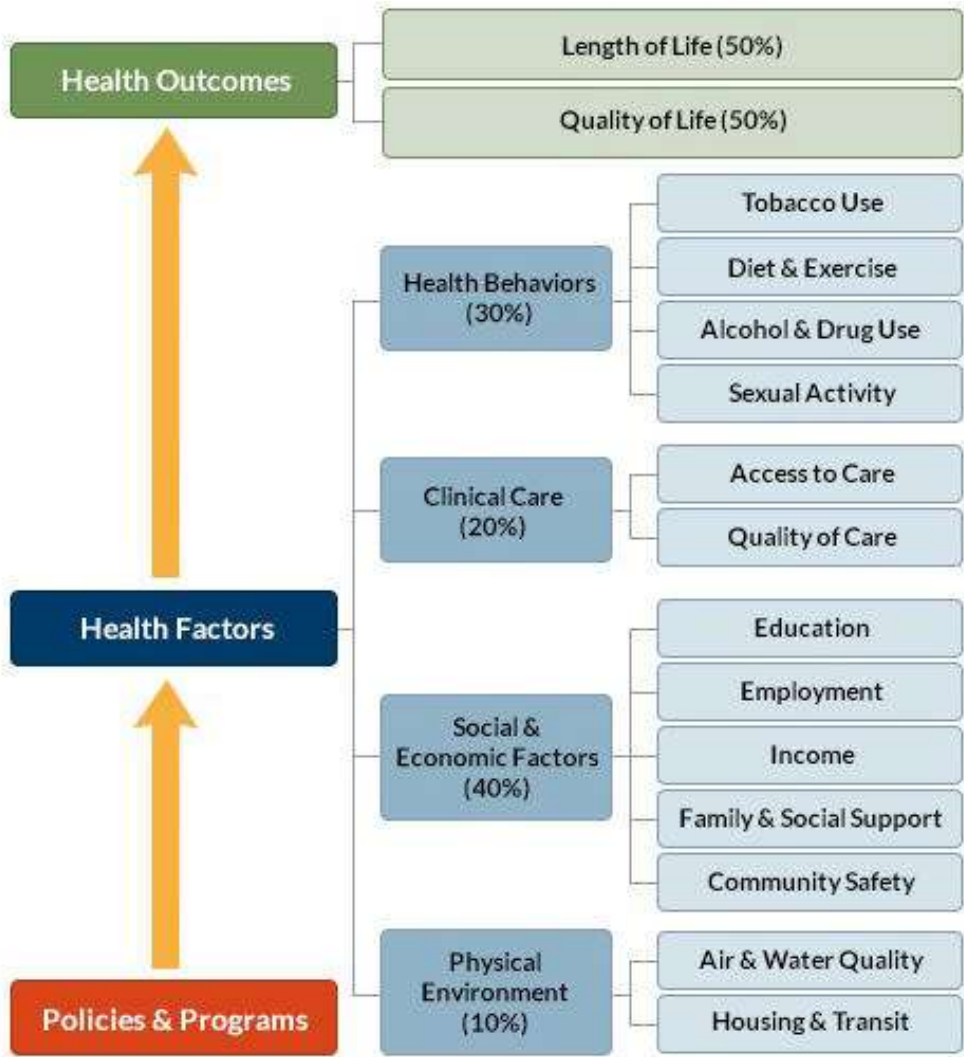 Health Outcomes
Length of Life (50%)
Quality of Life (50%)
Health Factors
Health Behaviors
(30%)
Tobacco Use
Diet & Exercise
Alcohol & Drug Use
Sexual Activity
Clinical Care
(20%)
Access to Care
Quality of Care
Social &
Economic Factors
(40%)
Education
Employment
Income
Family & Social Support
Community Safety
Physical
Environment
(10%)
Air & Water Quality
Housing & Transit
Policies & Programs